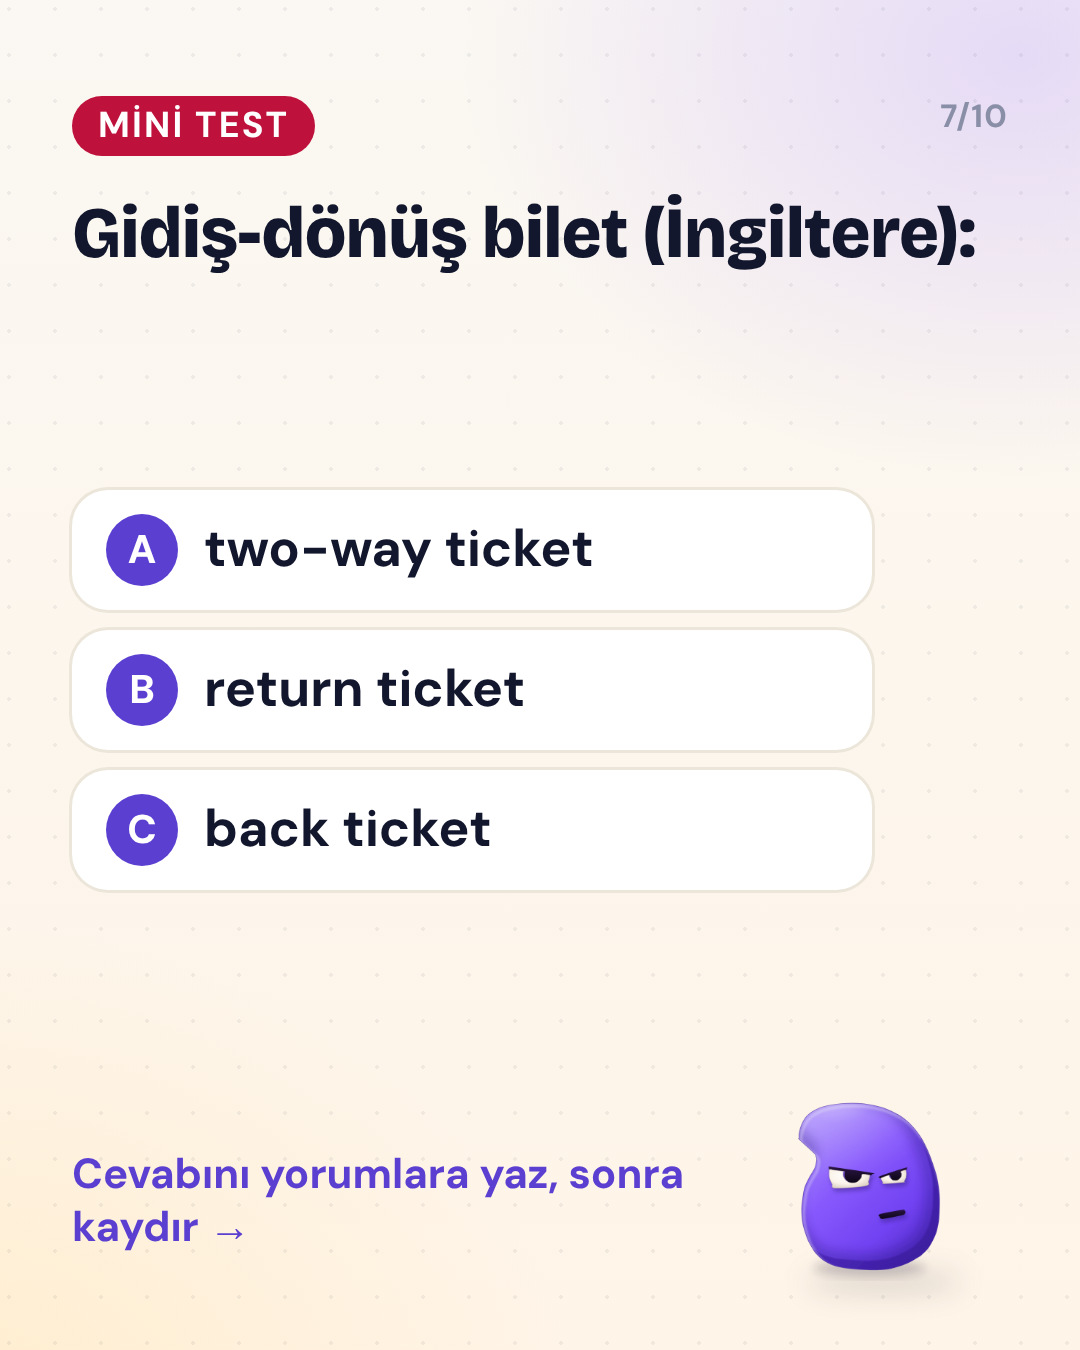 MİNİ TEST
7/10
Gidiş-dönüş bilet (İngiltere):
A two-way ticket
B return ticket
C back ticket
Cevabını yorumlara yaz, sonra
kaydır →